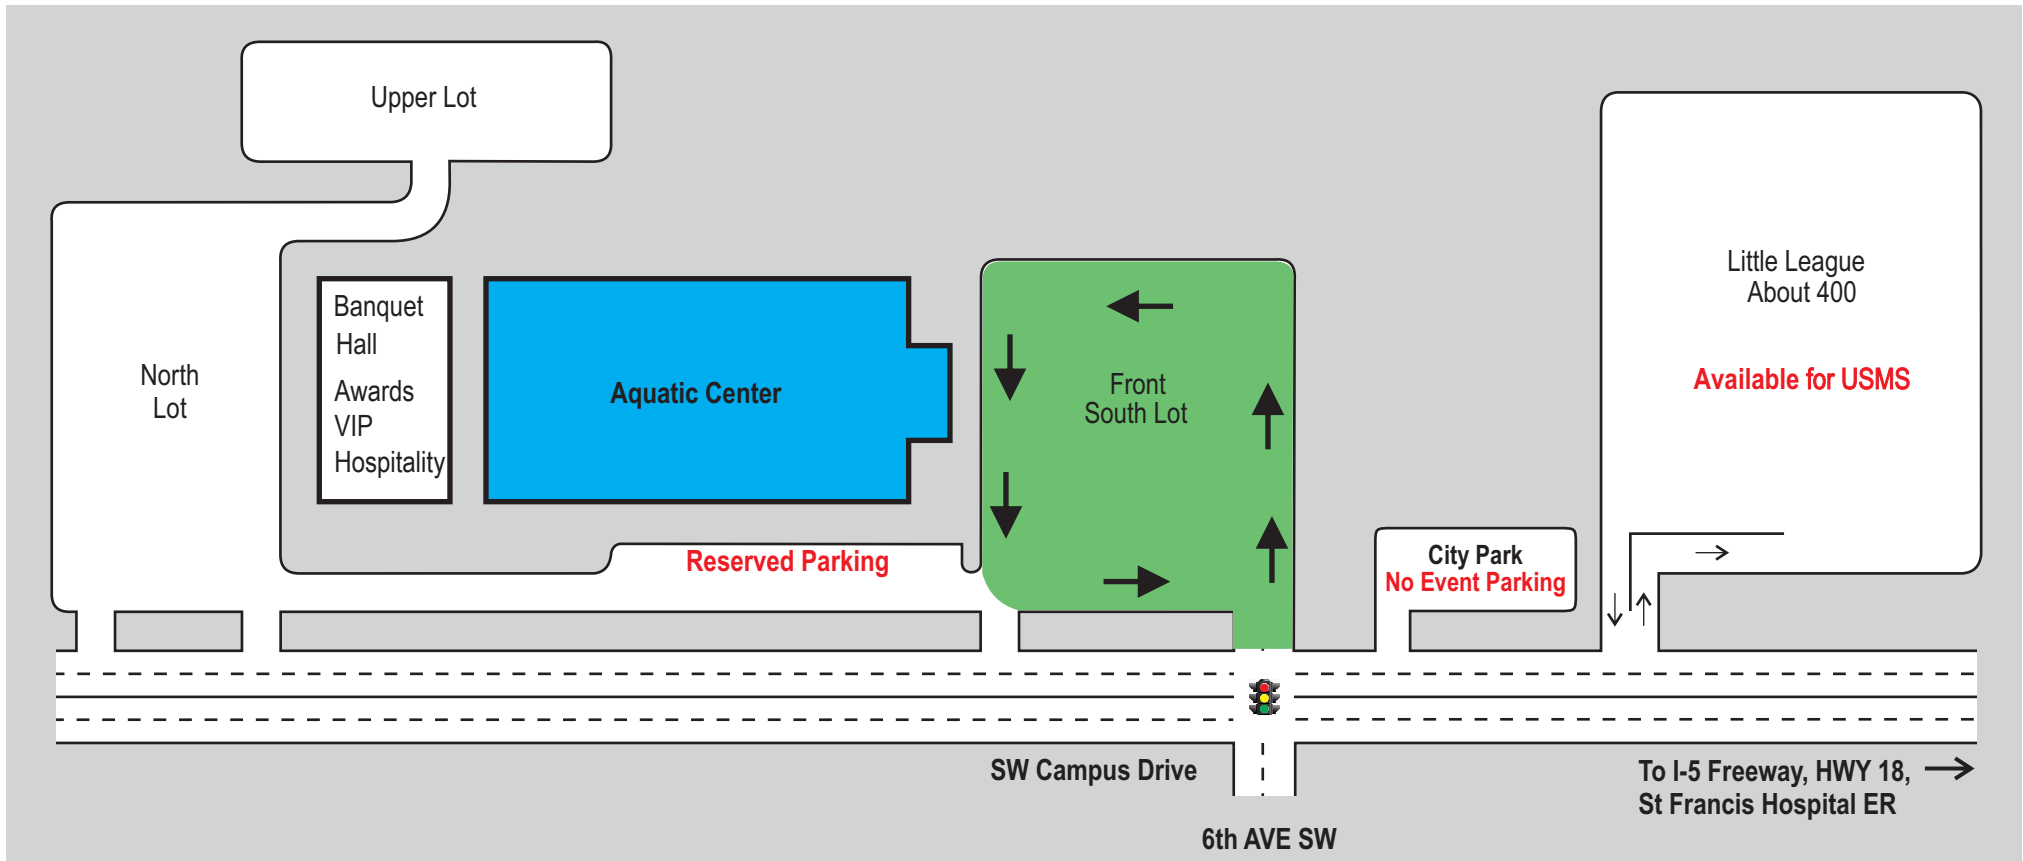 Upper Lot
North
Lot
Banquet
Hall
Awards
VIP
Hospitality
Aquatic Center
Reserved Parking
Front
South Lot
City Park
No Event Parking
Little League
About 400
Available for USMS
SW Campus Drive
6th AVE SW
To I-5 Freeway, HWY 18,
St Francis Hospital ER